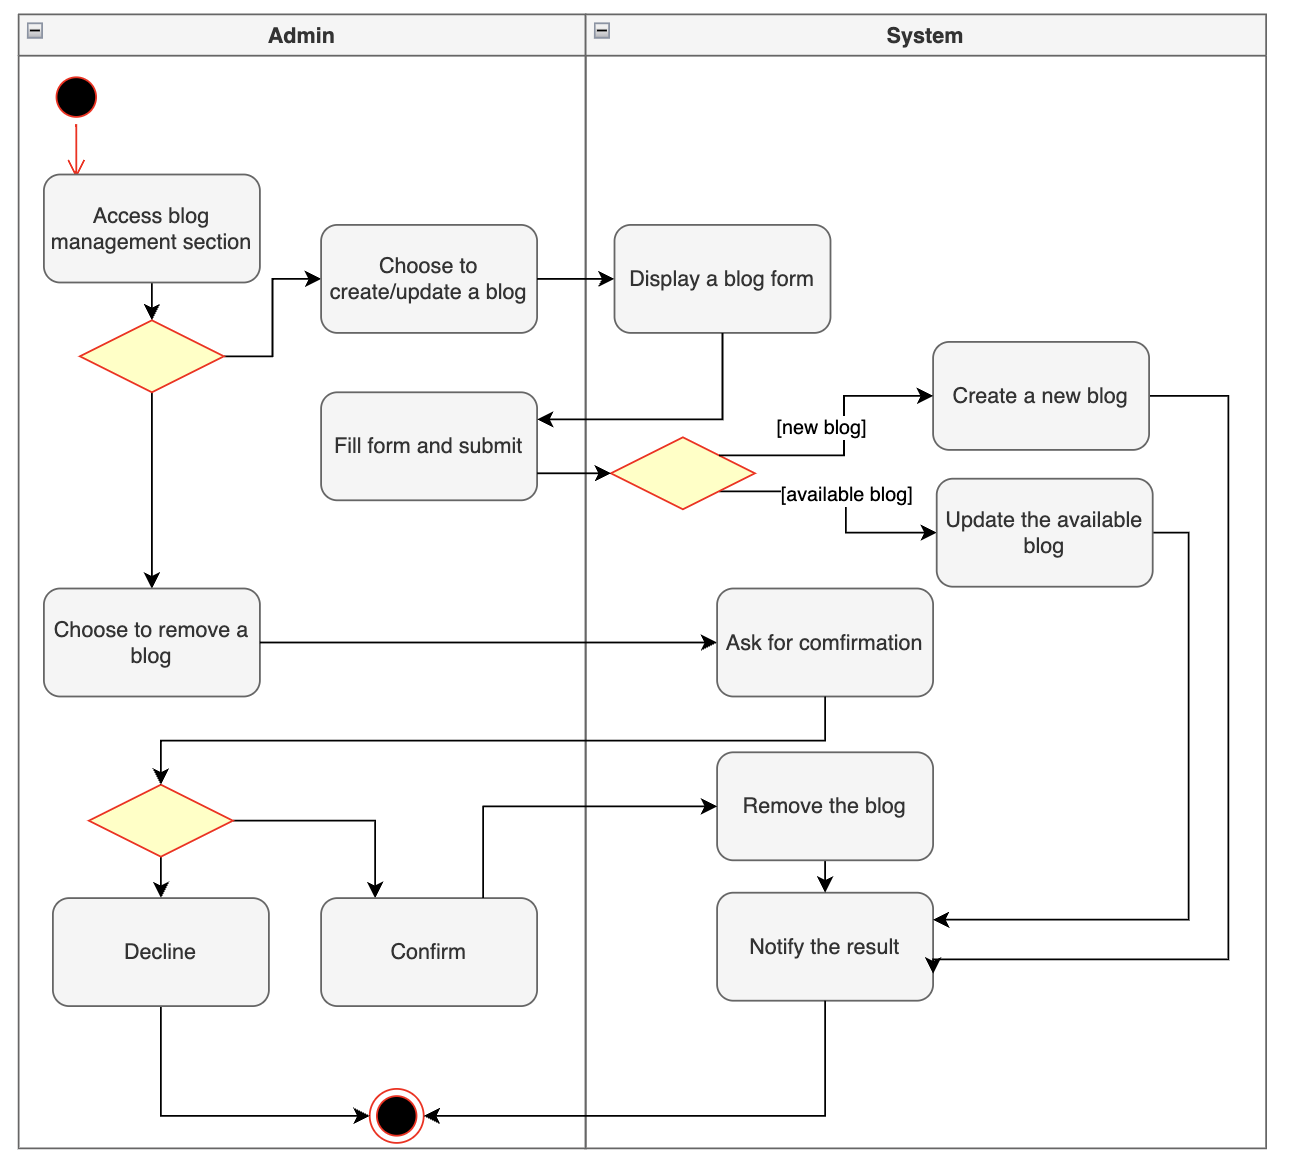 Admin
System
Access blog
management section
Choose to
create/update a blog
Display a blog form
Create a new blog
[new blog]
Fill form and submit
[available blog]
Update the available
blog
Choose to remove a
blog
Ask for comfirmation
Remove the blog
Decline
Confirm
Notify the result